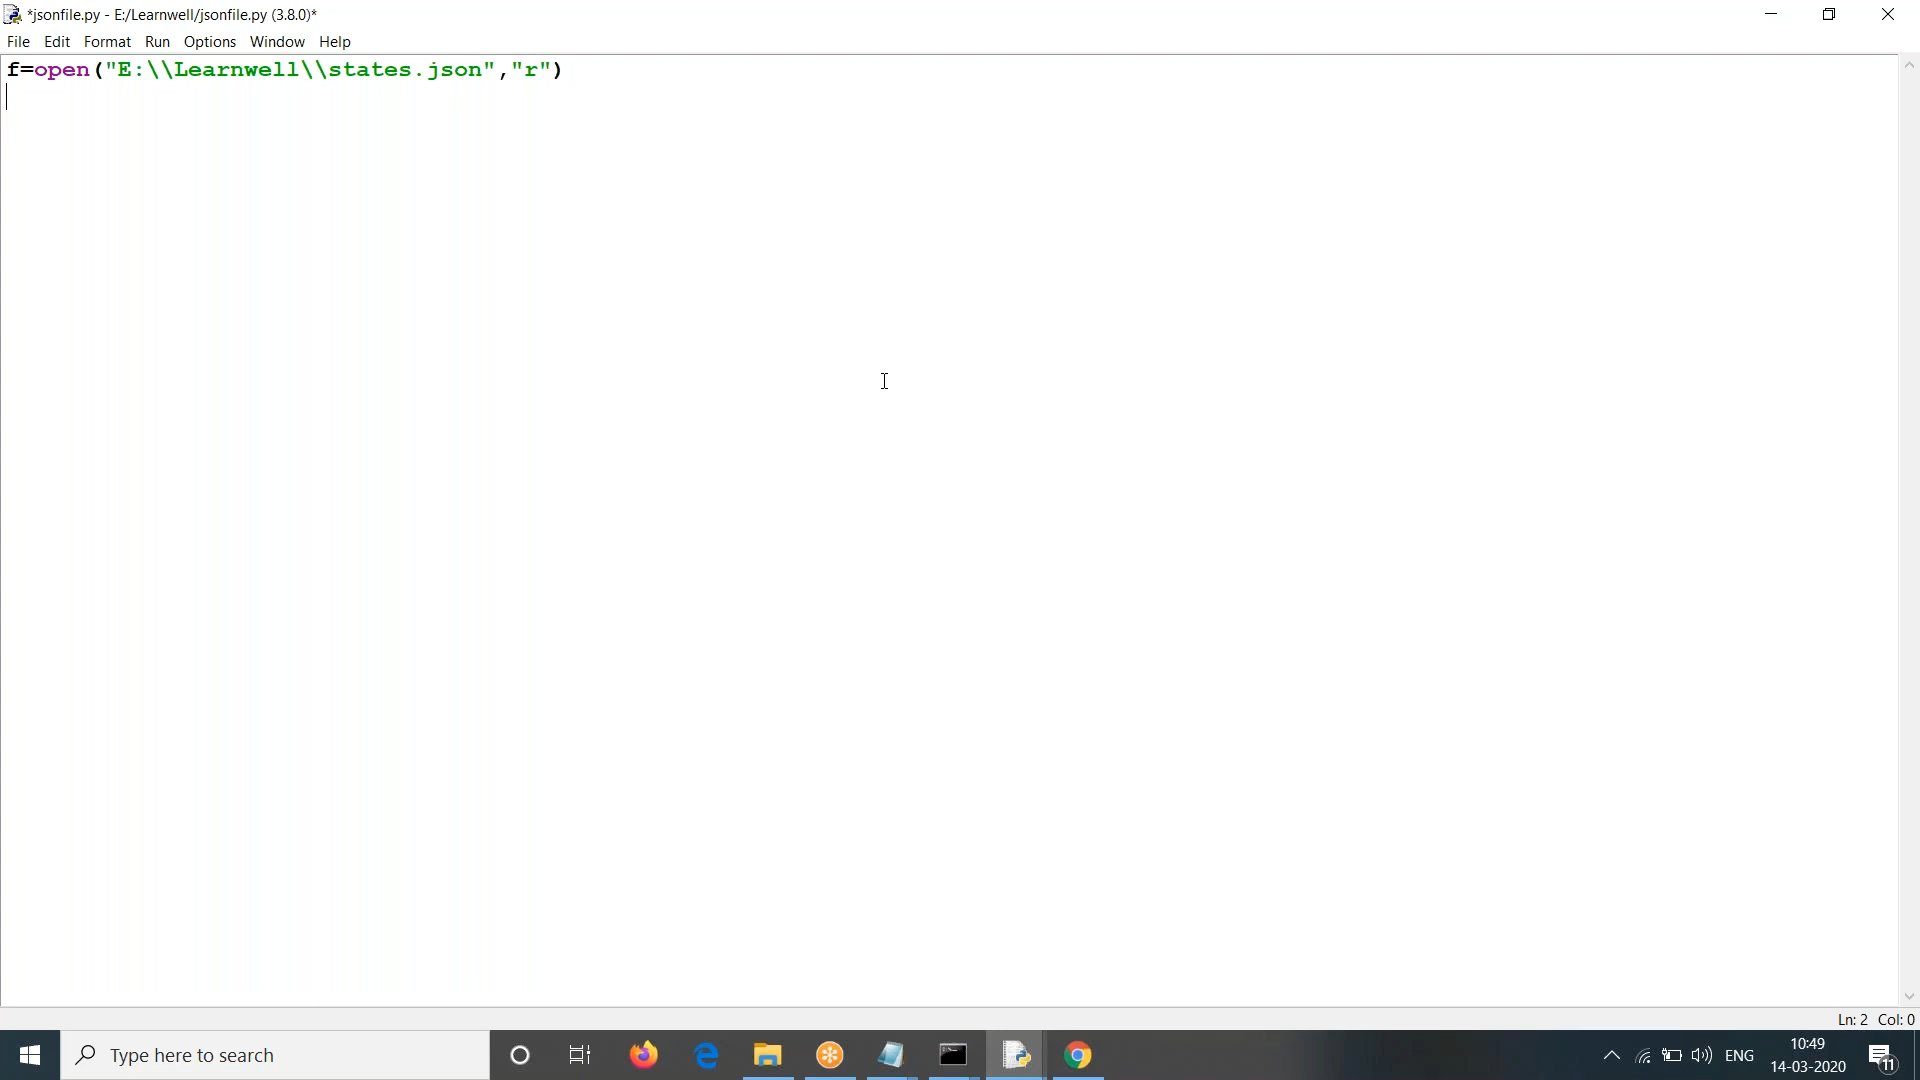 *jsonfile.py - E:/Learnwell/jsonfile.py (3.8.0)*
File Edit Format Run Options Window Help
f=open("E:\\Learnwell\\states.json","r")
Ln: 2 Col: 0
Type here to search
ENG
10:49
14-03-2020
11